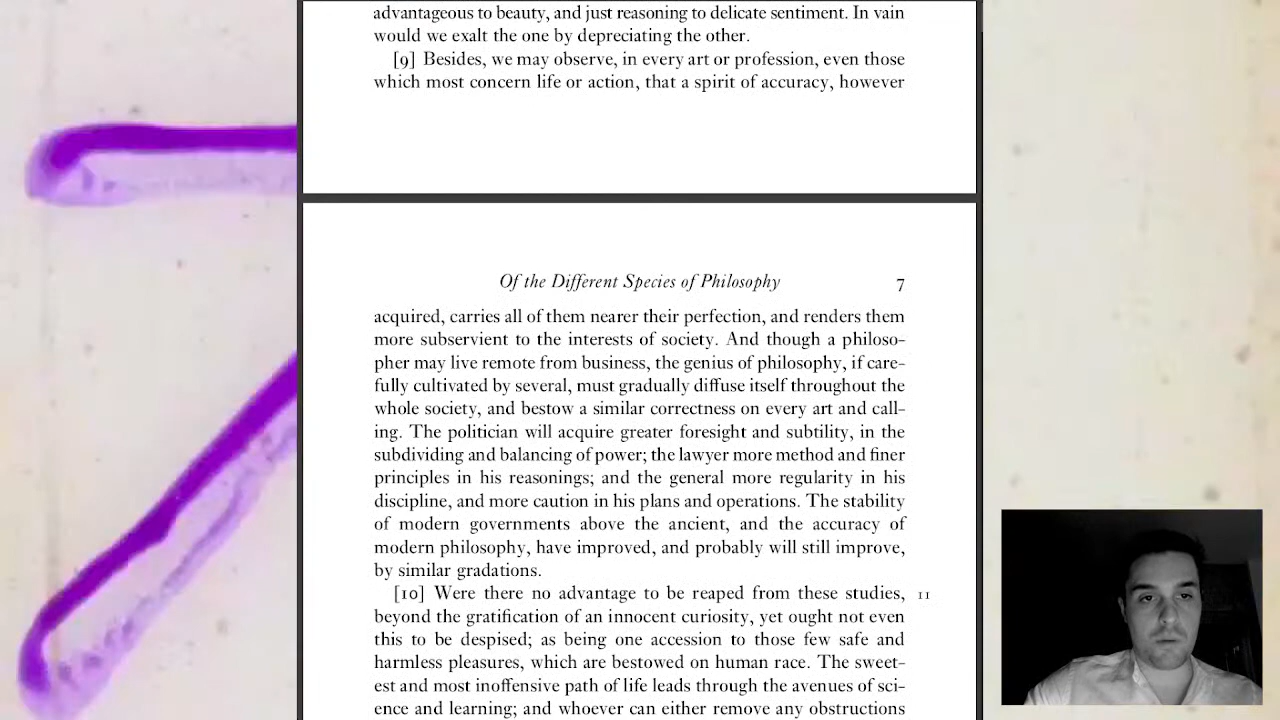 advantageous to beauty, and just reasoning to delicate sentiment. In vain
would we exalt the one by depreciating the other.
[9] Besides, we may observe, in every art or profession, even those
which most concern life or action, that a spirit of accuracy, however
Of the Different Species of Philosophy 7
acquired, carries all of them nearer their perfection, and renders them
more subservient to the interests of society. And though a philoso-
pher may live remote from business, the genius of philosophy, if care-
fully cultivated by several, must gradually diffuse itself throughout the
whole society, and bestow a similar correctness on every art and call-
ing. The politician will acquire greater foresight and subtility, in the
subdividing and balancing of power; the lawyer more method and finer
principles in his reasonings; and the general more regularity in his
discipline, and more caution in his plans and operations. The stability
of modern governments above the ancient, and the accuracy of
modern philosophy, have improved, and probably will still improve,
by similar gradations.
[10] Were there no advantage to be reaped from these studies, 11
beyond the gratification of an innocent curiosity, yet ought not even
this to be despised; as being one accession to those few safe and
harmless pleasures, which are bestowed on human race. The sweet-
est and most inoffensive path of life leads through the avenues of sci-
ence and learning; and whoever can either remove any obstructions